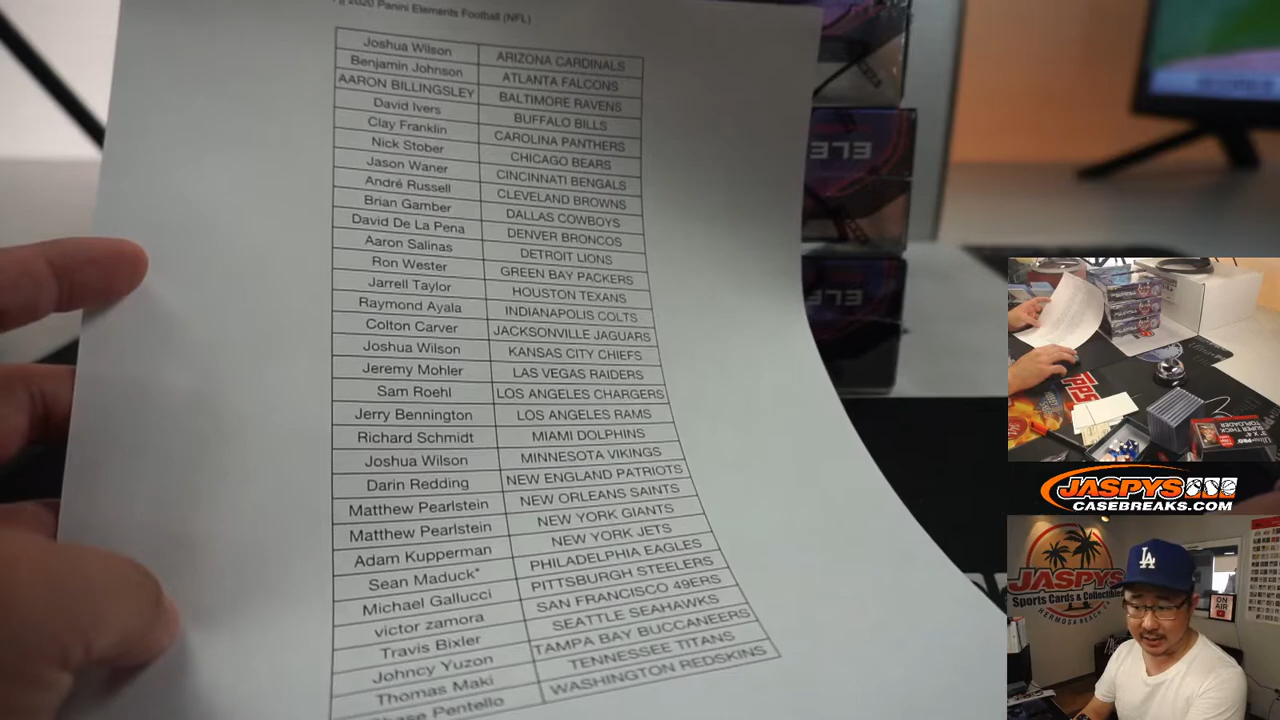 2020 Panini Elements Football (NFL)
Joshua Wilson ARIZONA CARDINALS
Benjamin Johnson ATLANTA FALCONS
AARON BILLINGSLEY BALTIMORE RAVENS
David Ivers BUFFALO BILLS
Clay Franklin CAROLINA PANTHERS
Nick Stober CHICAGO BEARS
Jason Waner CINCINNATI BENGALS
André Russell CLEVELAND BROWNS
Brian Gamber DALLAS COWBOYS
David De La Pena DENVER BRONCOS
Aaron Salinas DETROIT LIONS
Ron Wester GREEN BAY PACKERS
Jarrell Taylor HOUSTON TEXANS
Raymond Ayala INDIANAPOLIS COLTS
Colton Carver JACKSONVILLE JAGUARS
Joshua Wilson KANSAS CITY CHIEFS
Jeremy Mohler LAS VEGAS RAIDERS
Sam Roehl LOS ANGELES CHARGERS
Jerry Bennington LOS ANGELES RAMS
Richard Schmidt MIAMI DOLPHINS
Joshua Wilson MINNESOTA VIKINGS
Darin Redding NEW ENGLAND PATRIOTS
Matthew Pearlstein NEW ORLEANS SAINTS
Matthew Pearlstein NEW YORK GIANTS
Adam Kupperman NEW YORK JETS
Sean Maduck* PHILADELPHIA EAGLES
Michael Gallucci PITTSBURGH STEELERS
victor zamora SAN FRANCISCO 49ERS
Travis Bixler SEATTLE SEAHAWKS
Johncy Yuzon TAMPA BAY BUCCANEERS
Thomas Maki TENNESSEE TITANS
Pentello WASHINGTON REDSKINS
ELE
ELE
TOPLOADER
JASPYS
CASEBREAKS.COM
JASPYS
Sports Cards & Collectibles
HERMOSA BEACH
LA
ON AIR